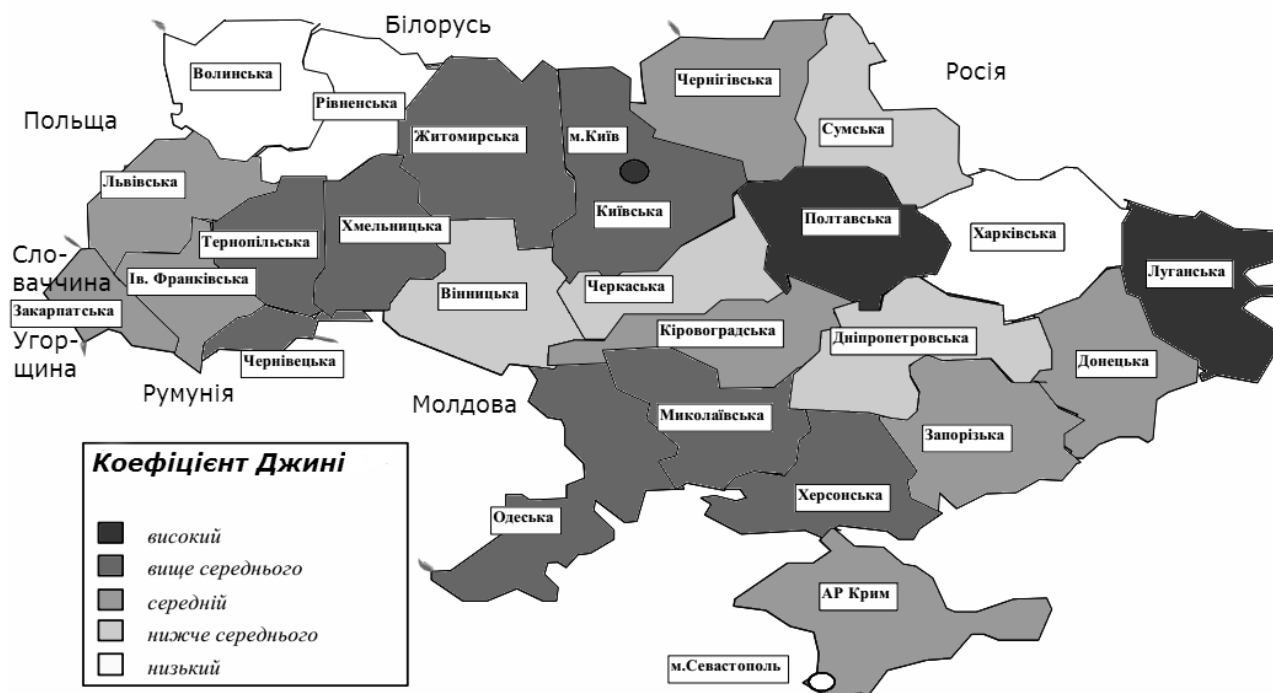 Білорусь
Волинська
Росія
Чернігівська
Рівненська
Польща
Сумська
Житомирська
м.Київ
Львівська
Київська
Полтавська
Харківська
Хмельницька
Тернопільська
Луганська
Сло-
ваччина
Ів. Франківська
Вінницька
Черкаська
Закарпатська
Кіровоградська
Дніпропетровська
Угор-
щина
Чернівецька
Донецька
Румунія
Молдова
Миколаївська
Запорізька
Херсонська
Одеська
АР Крим
м.Севастополь
Коефіцієнт Джині
високий
вище середнього
середній
нижче середнього
низький